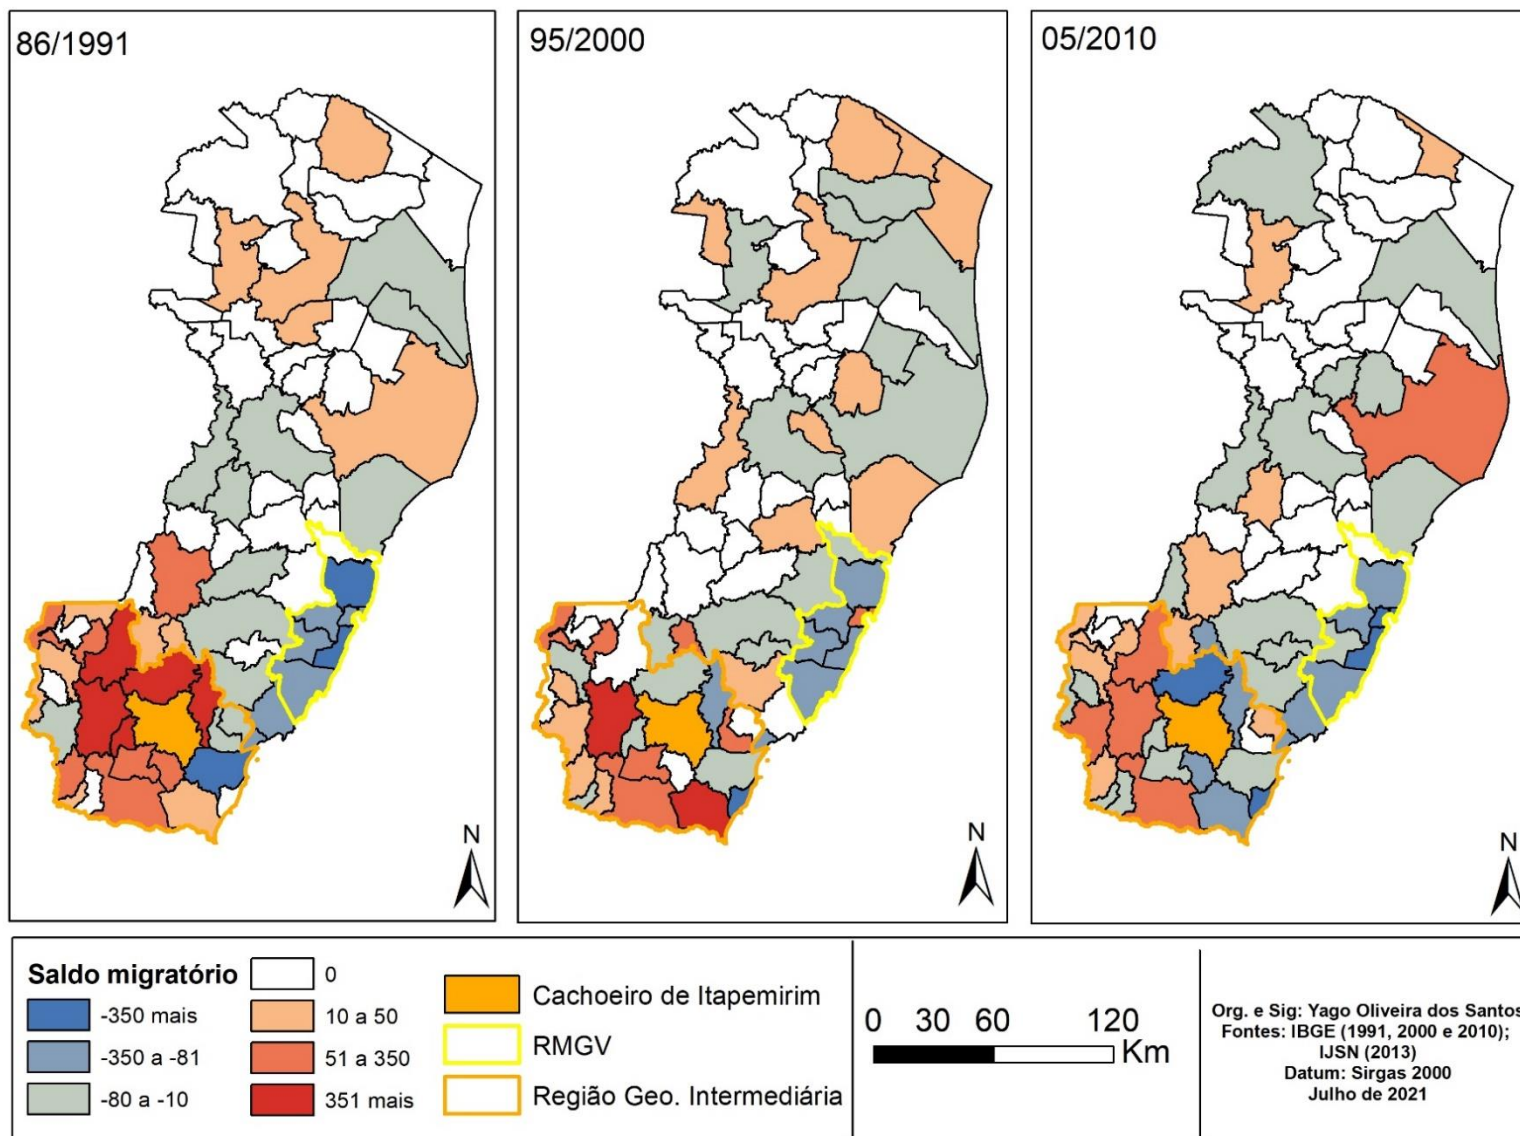 86/1991
95/2000
05/2010
N
N
N
Saldo migratório
-350 mais
-350 a -81
-80 a -10
0
10 a 50
51 a 350
351 mais
Cachoeiro de Itapemirim
RMGV
Região Geo. Intermediária
0 30 60 120
Km
Org. e Sig: Yago Oliveira dos Santos
Fontes: IBGE (1991, 2000 e 2010);
IJSN (2013)
Datum: Sirgas 2000
Julho de 2021